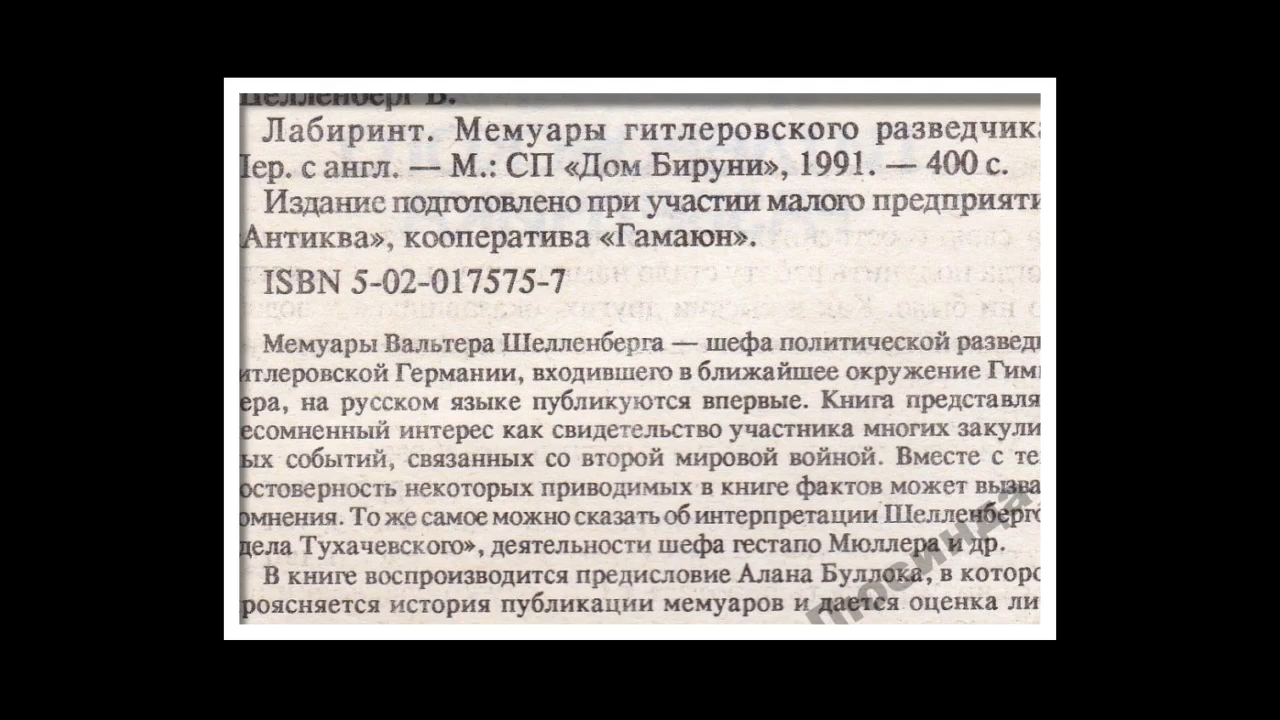 Шелленберг В.
Лабиринт. Мемуары гитлеровского разведчика
Пер. с англ. — М.: СП «Дом Бируни», 1991. — 400 с.
Издание подготовлено при участии малого предприяти
«Антиква», кооператива «Гамаюн».
ISBN 5-02-017575-7
Мемуары Вальтера Шелленберга — шефа политической развед
итлеровской Германии, входившего в ближайшее окружение Гим
ера, на русском языке публикуются впервые. Книга представля
есомненный интерес как свидетельство участника многих закули
ых событий, связанных со второй мировой войной. Вместе с те
остоверность некоторых приводимых в книге фактов может вызва
омнения. То же самое можно сказать об интерпретации Шелленберго
дела Тухачевского», деятельности шефа гестапо Мюллера и др.
В книге воспроизводится предисловие Алана Буллока, в которо
роясняется история публикации мемуаров и дается оценка ли